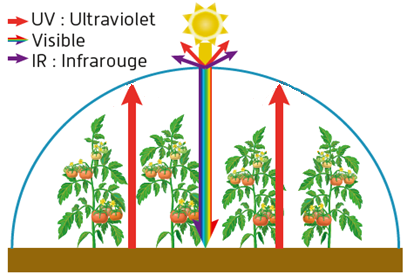 UV : Ultraviolet
Visible
IR : Infrarouge